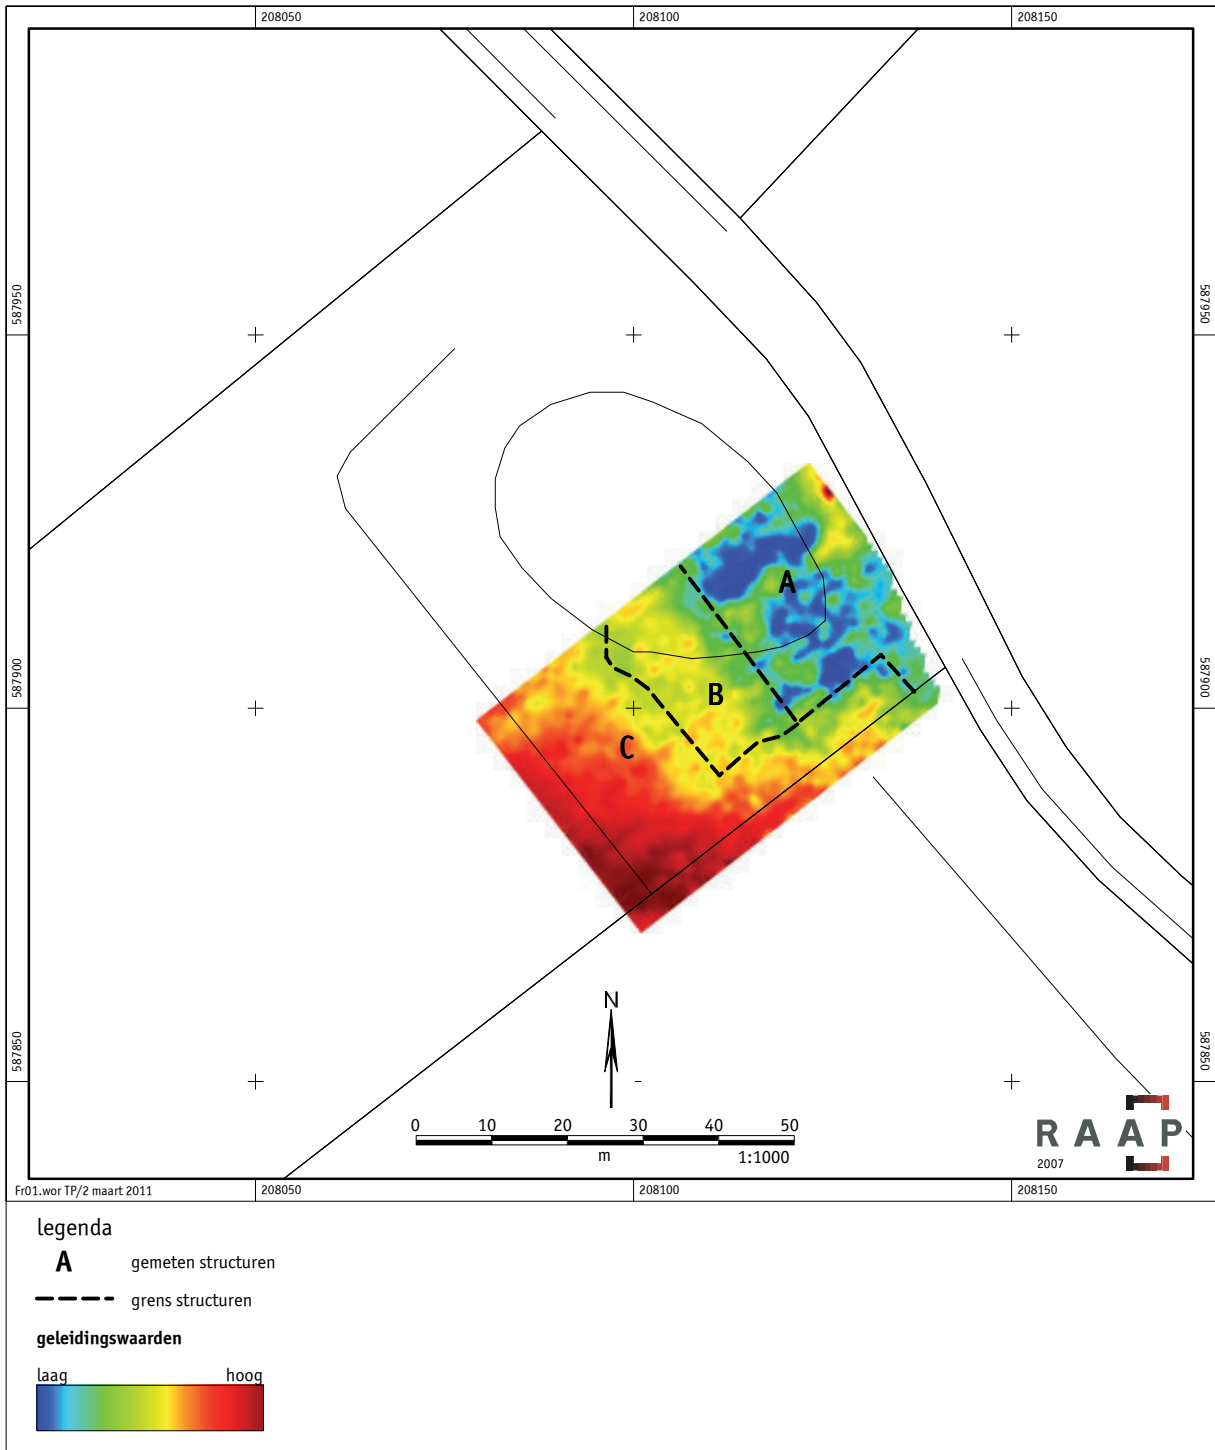 208050
208100
208150
587950
587950
A
B
C
587900
587900
N
587850
587850
0 10 20 30 40 50
m
1:1000
RAAP
2007
Fr01.wor TP/2 maart 2011
208050
208100
208150
legenda
A gemeten structuren
grens structuren
geleidingswaarden
laag hoog